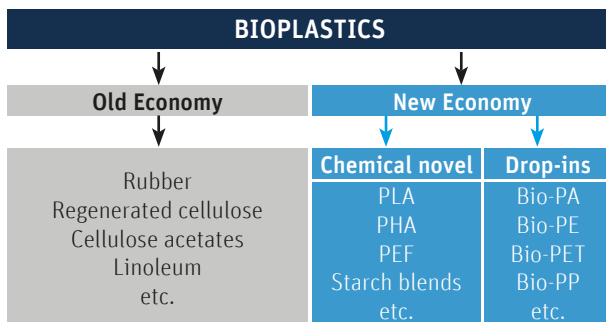 BIOPLASTICS
Old Economy
New Economy
Rubber
Regenerated cellulose
Cellulose acetates
Linoleum
etc.
Chemical novel
PLA
PHA
PEF
Starch blends
etc.
Drop-ins
Bio-PA
Bio-PE
Bio-PET
Bio-PP
etc.